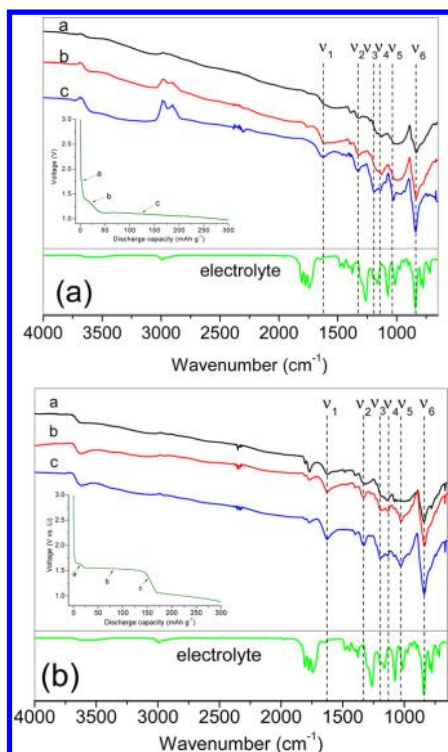 ν1 ν2 ν3 ν4 ν5 ν6
a
b
c
Voltage (V)
3.0
2.5
2.0
1.5
1.0
a
b
c
0 50 100 150 200 250 300
Discharge capacity (mAh g-1)
electrolyte
(a)
4000 3500 3000 2500 2000 1500 1000
Wavenumber (cm-1)
ν1 ν2 ν3 ν4 ν5 ν6
a
b
c
Voltage (V vs. Li)
3.0
2.5
2.0
1.5
1.0
a
b
c
0 50 100 150 200 250 300
Discharge capacity (mAh g-1)
electrolyte
(b)
4000 3500 3000 2500 2000 1500 1000
Wavenumber (cm-1)